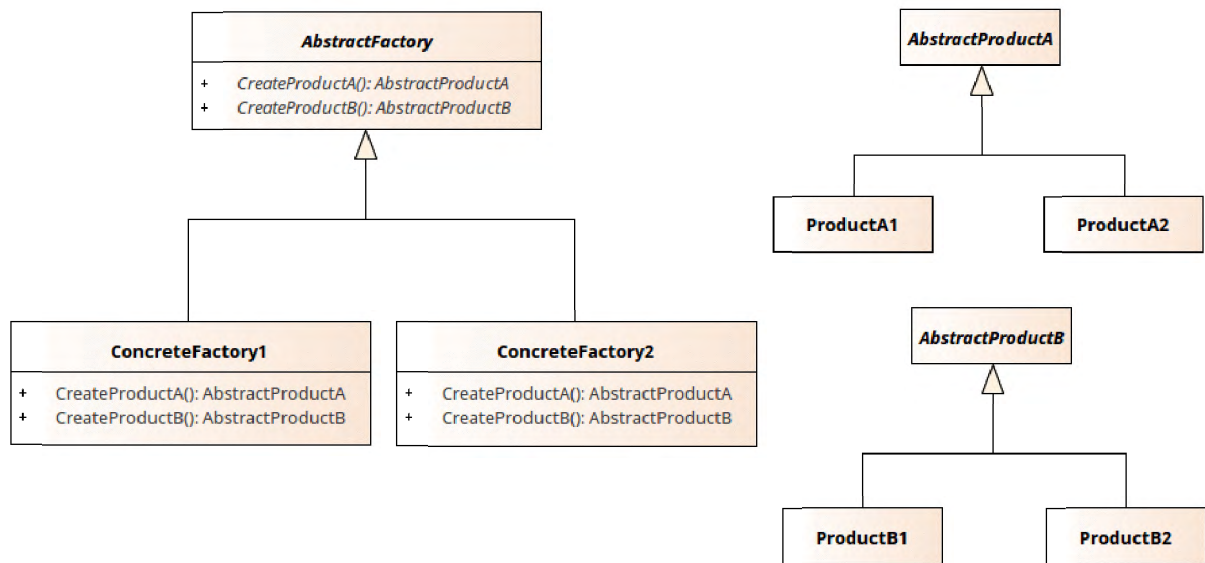 AbstractFactory
+ CreateProductA(): AbstractProductA
+ CreateProductB(): AbstractProductB
ConcreteFactory1
+ CreateProductA(): AbstractProductA
+ CreateProductB(): AbstractProductB
ConcreteFactory2
+ CreateProductA(): AbstractProductA
+ CreateProductB(): AbstractProductB
AbstractProductA
ProductA1
ProductA2
AbstractProductB
ProductB1
ProductB2